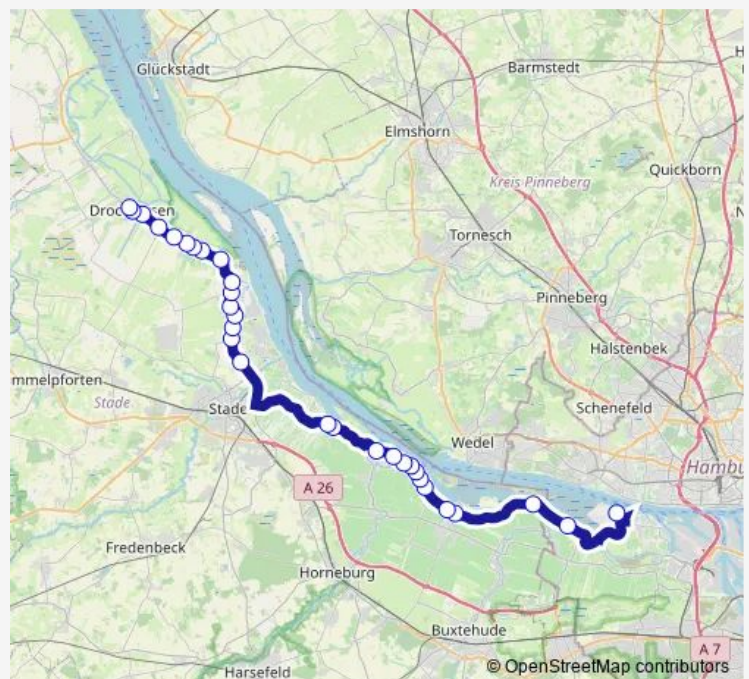 Glückstadt
Barmstedt
Elmshorn
Kreis Pinneberg
Quickborn
Tornesch
Pinneberg
Halstenbek
mmelpforten
Stade
Stade
Schenefeld
Wedel
Hambu
A 26
Fredenbeck
Horneburg
Buxtehude
A 7
Harsefeld
© OpenStreetMap contributors